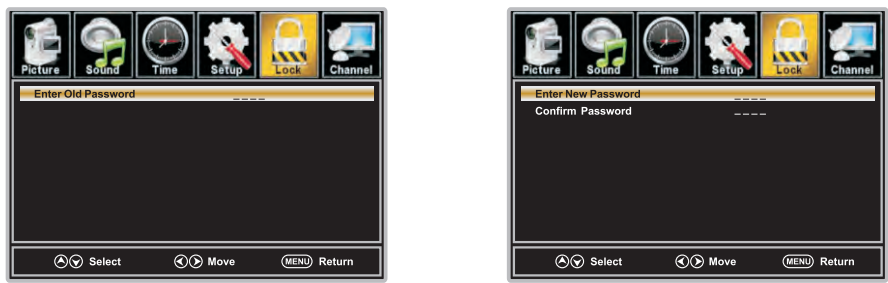 Picture Sound Time Setup Lock Channel
Enter Old Password _ _ _ _
Select Move MENU Return
Picture Sound Time Setup Lock Channel
Enter New Password _ _ _ _
Confirm Password _ _ _ _
Select Move MENU Return